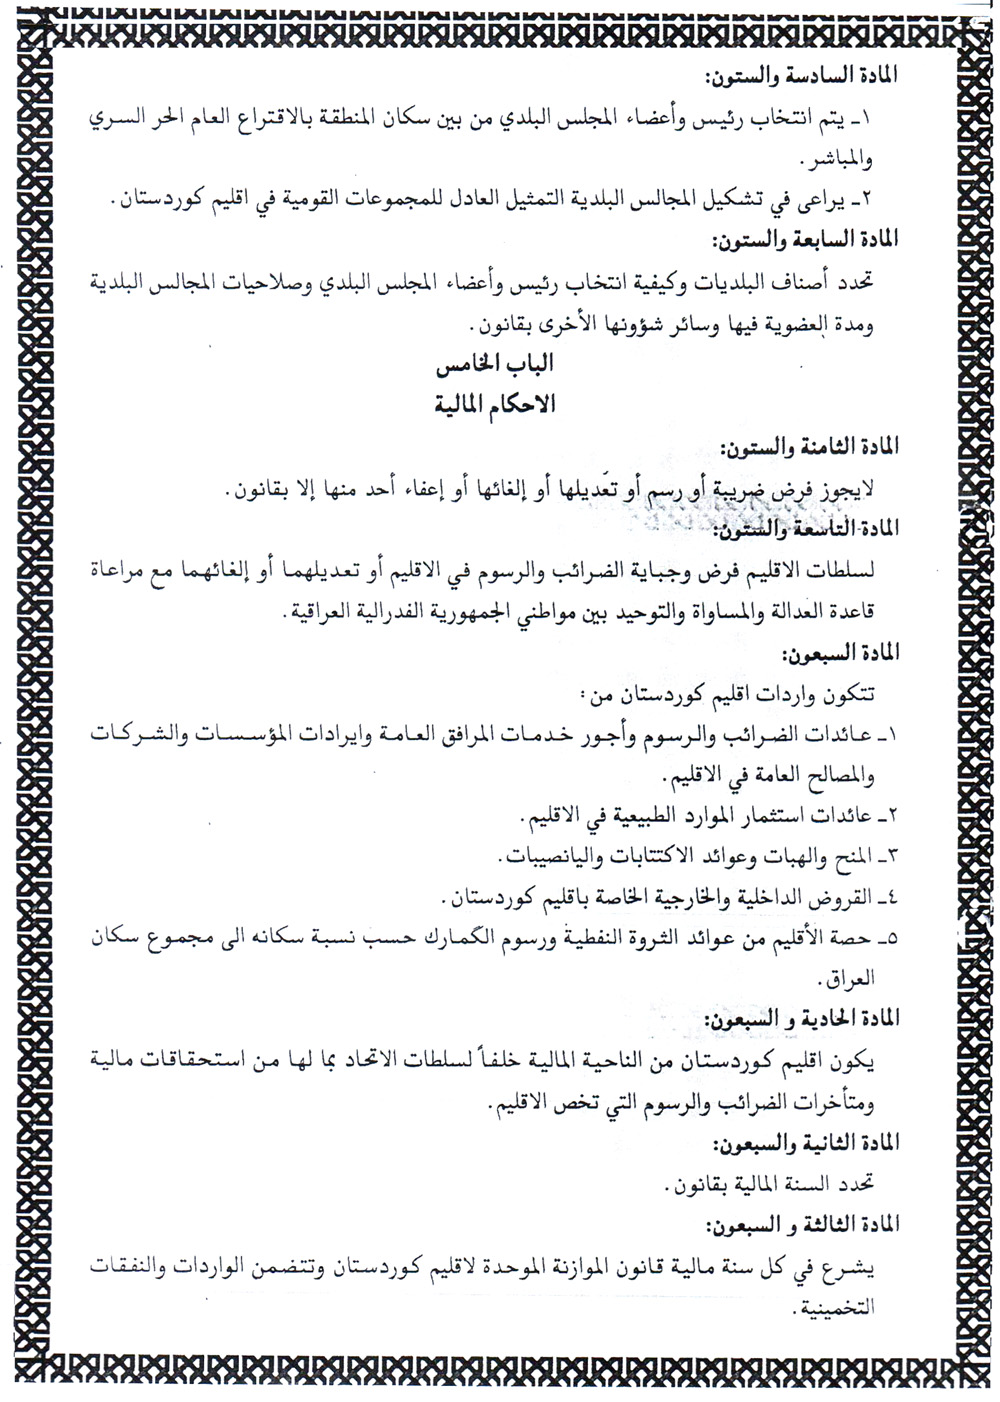 المادة السادسة والستون:
١ـ يتم انتخاب رئيس وأعضاء المجلس البلدي من بين سكان المنطقة بالاقتراع العام الحر السري
والمباشر.
٢ـ يراعى في تشكيل المجالس البلدية التمثيل العادل للمجموعات القومية في اقليم كوردستان.
المادة السابعة والستون:
تحدد أصناف البلديات وكيفية انتخاب رئيس وأعضاء المجلس البلدي وصلاحيات المجالس البلدية
ومدة العضوية فيها وسائر شؤونها الأخرى بقانون.
الباب الخامس
الاحكام المالية
المادة الثامنة والستون:
لايجوز فرض ضريبة أو رسم أو تعديلها أو إلغائها أو إعفاء أحد منها إلا بقانون.
المادة التاسعة والستون:
لسلطات الاقليم فرض وجباية الضرائب والرسوم في الاقليم أو تعديلهما أو إلغائهما مع مراعاة
قاعدة العدالة والمساواة والتوحيد بين مواطني الجمهورية الفدرالية العراقية.
المادة السبعون:
تتكون واردات اقليم كوردستان من:
١ـ عائدات الضرائب والرسوم وأجور خدمات المرافق العامة وايرادات المؤسسات والشركات
والمصالح العامة في الاقليم.
٢ـ عائدات استثمار الموارد الطبيعية في الاقليم.
٣ـ المنح والهبات وعوائد الاكتتابات واليانصيبات.
٤ـ القروض الداخلية والخارجية الخاصة باقليم كوردستان.
٥ـ حصة الأقليم من عوائد الثروة النفطية ورسوم الگمارك حسب نسبة سكانه الى مجموع سكان
العراق.
المادة الحادية و السبعون:
يكون اقليم كوردستان من الناحية المالية خلفاً لسلطات الاتحاد بما لها من استحقاقات مالية
ومتأخرات الضرائب والرسوم التي تخص الاقليم.
المادة الثانية والسبعون:
تحدد السنة المالية بقانون.
المادة الثالثة و السبعون:
يشرع في كل سنة مالية قانون الموازنة الموحدة لاقليم كوردستان وتتضمن الواردات والنفقات
التخمينية.